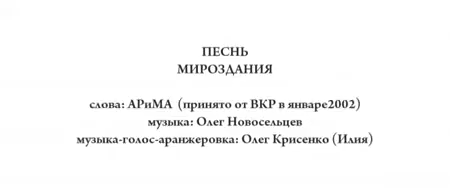 ПЕСНЬ
МИРОЗДАНИЯ
слова: АРиМА (принято от ВКР в январе2002)
музыка: Олег Новосельцев
музыка-голос-аранжеровка: Олег Крисенко (Илия)